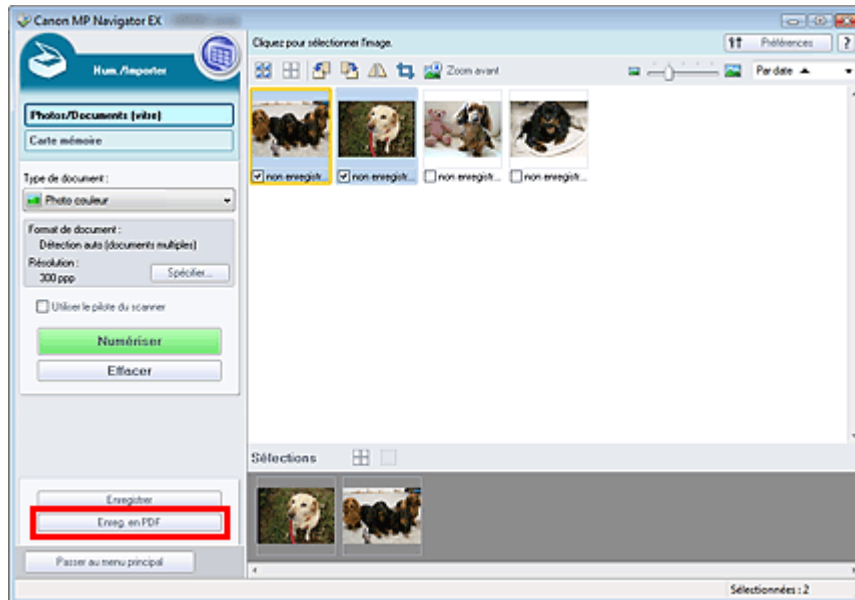 Canon MP Navigator EX
Num./Importer
Cliquez pour sélectionner l'image.
Préférences
?
Zoom avant
Par date
Photos/Documents (vitre)
Carte mémoire
Type de document :
Photo couleur
Format de document :
Détection auto (documents multiples)
Résolution :
300 ppp
Spécifier...
Utiliser le pilote du scanner
Numériser
Effacer
non enregistr...
non enregistr...
non enregistr...
non enregistr...
Sélections
Enregistrer
Enreg. en PDF
Passer au menu principal
Sélectionnées : 2